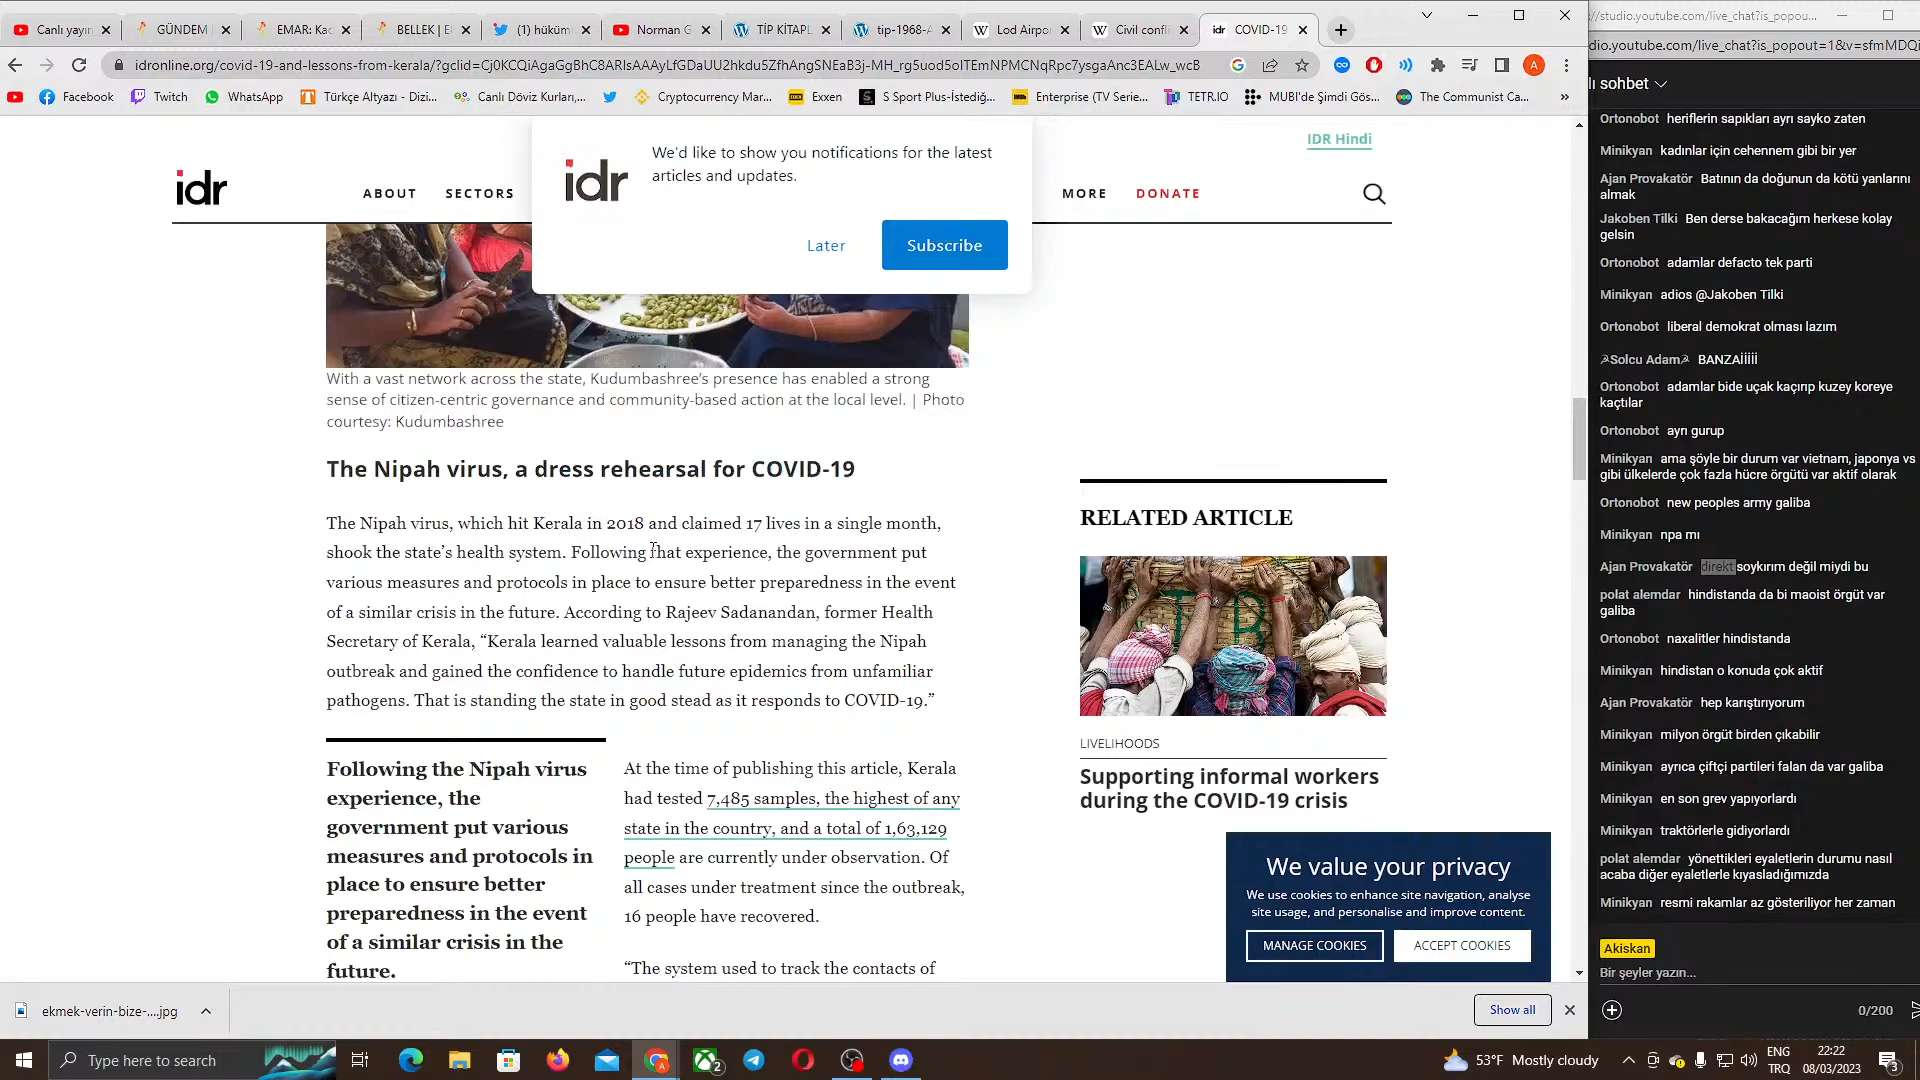 Canlı yayın
GÜNDEM
EMAR: Kad
BELLEK | El
(1) hüküm
Norman G
TİP KİTAPL
tip-1968-A
Lod Airpo
Civil confl
idr COVID-19
idronline.org/covid-19-and-lessons-from-kerala/?gclid=Cj0KCQiAgaGgBhC8ARIsAAAyLfGDaUU2hkdu5ZfhAngSNEaB3j-MH_rg5uod5oITEmNPMCNqRpc7ysgaAnc3EALw_wcB
Facebook
Twitch
WhatsApp
Türkçe Altyazı - Dizi...
Canlı Döviz Kurları,...
Cryptocurrency Mar...
Exxen
S Sport Plus-İstediğ...
Enterprise (TV Serie...
TETR.IO
MUBI'de Şimdi Gös...
The Communist Ca...
IDR Hindi
idr
ABOUT
SECTORS
MORE
DONATE
idr
We'd like to show you notifications for the latest
articles and updates.
Later
Subscribe
With a vast network across the state, Kudumbashree's presence has enabled a strong
sense of citizen-centric governance and community-based action at the local level. | Photo
courtesy: Kudumbashree
The Nipah virus, a dress rehearsal for COVID-19
The Nipah virus, which hit Kerala in 2018 and claimed 17 lives in a single month,
shook the state's health system. Following that experience, the government put
various measures and protocols in place to ensure better preparedness in the event
of a similar crisis in the future. According to Rajeev Sadanandan, former Health
Secretary of Kerala, “Kerala learned valuable lessons from managing the Nipah
outbreak and gained the confidence to handle future epidemics from unfamiliar
pathogens. That is standing the state in good stead as it responds to COVID-19.”
Following the Nipah virus
experience, the
government put various
measures and protocols in
place to ensure better
preparedness in the event
of a similar crisis in the
future.
At the time of publishing this article, Kerala
had tested 7,485 samples, the highest of any
state in the country, and a total of 1,63,129
people are currently under observation. Of
all cases under treatment since the outbreak,
16 people have recovered.
“The system used to track the contacts of
RELATED ARTICLE
TRB
LIVELIHOODS
Supporting informal workers
during the COVID-19 crisis
We value your privacy
We use cookies to enhance site navigation, analyse
site usage, and personalise and improve content.
MANAGE COOKIES
ACCEPT COOKIES
://studio.youtube.com/live_chat?is_popou...
dio.youtube.com/live_chat?is_popout=1&v=sfmMDQi
lı sohbet
Ortonobot heriflerin sapıkları ayrı sayko zaten
Minikyan kadınlar için cehennem gibi bir yer
Ajan Provakatör Batının da doğunun da kötü yanlarını
almak
Jakoben Tilki Ben derse bakacağım herkese kolay
gelsin
Ortonobot adamlar defacto tek parti
Minikyan adios @Jakoben Tilki
Ortonobot liberal demokrat olması lazım
☭Solcu Adam☭ BANZAİİİİİ
Ortonobot adamlar bide uçak kaçırıp kuzey koreye
kaçtılar
Ortonobot ayrı gurup
Minikyan ama şöyle bir durum var vietnam, japonya vs
gibi ülkelerde çok fazla hücre örgütü var aktif olarak
Ortonobot new peoples army galiba
Minikyan npa mı
Ajan Provakatör direkt soykırım değil miydi bu
polat alemdar hindistanda da bi maoist örgüt var
galiba
Ortonobot naxalitler hindistanda
Minikyan hindistan o konuda çok aktif
Ajan Provakatör hep karıştırıyorum
Minikyan milyon örgüt birden çıkabilir
Minikyan ayrıca çiftçi partileri falan da var galiba
Minikyan en son grev yapıyorlardı
Minikyan traktörlerle gidiyorlardı
polat alemdar yönettikleri eyaletlerin durumu nasıl
acaba diğer eyaletlerle kıyasladığımızda
Minikyan resmi rakamlar az gösteriliyor her zaman
Akiskan
Bir şeyler yazın...
0/200
ekmek-verin-bize-....jpg
Show all
Type here to search
2
53°F Mostly cloudy
ENG
TRQ
22:22
08/03/2023
3